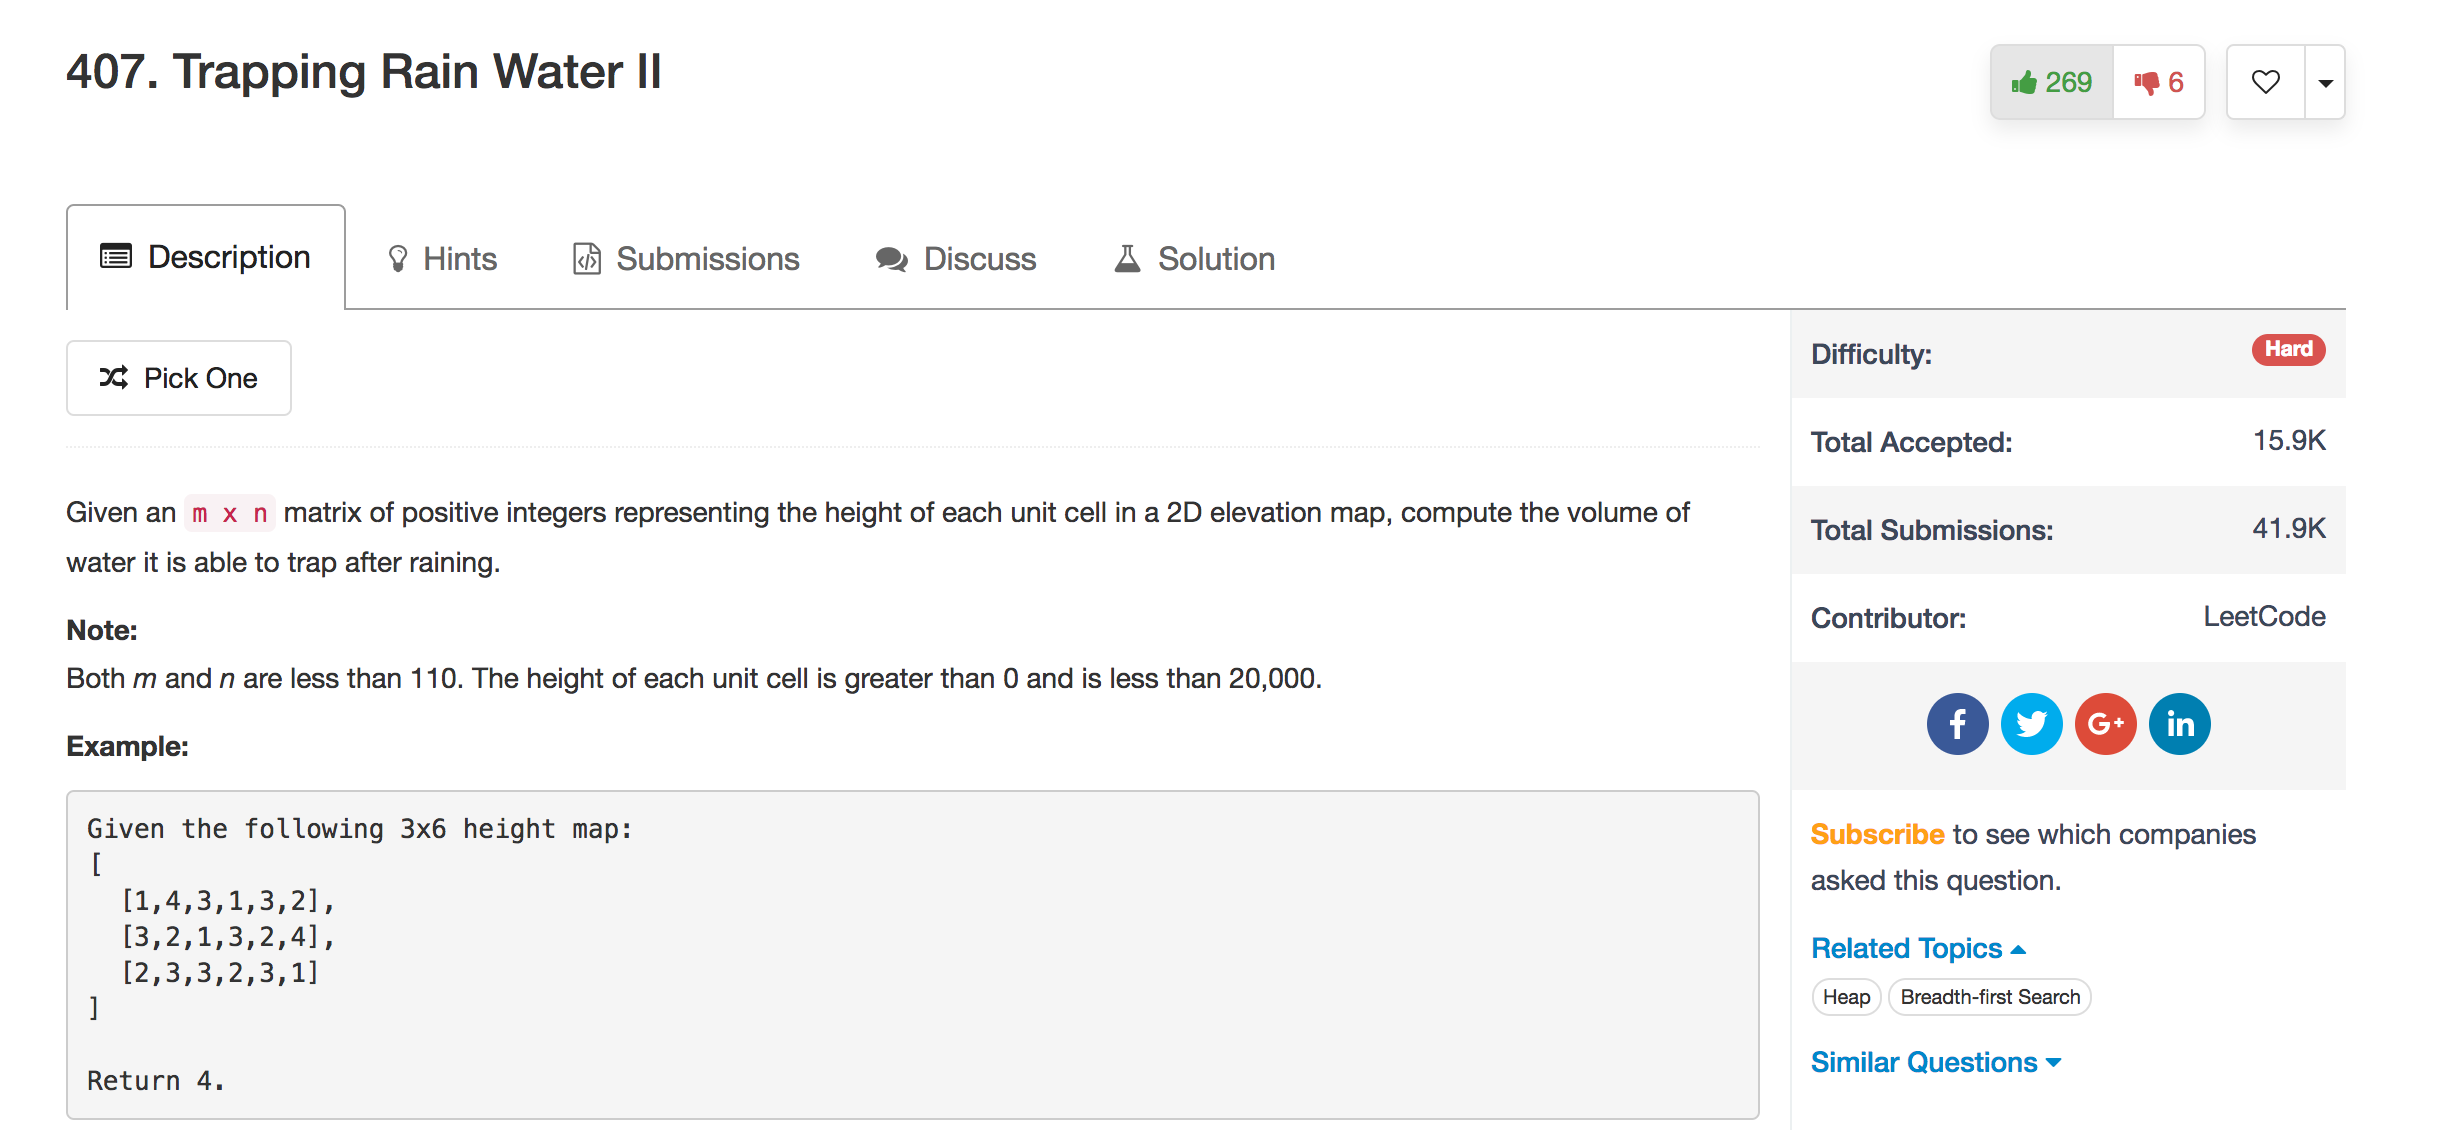 407. Trapping Rain Water II
269
6
Description
Hints
Submissions
Discuss
Solution
Pick One
Given an m x n matrix of positive integers representing the height of each unit cell in a 2D elevation map, compute the volume of
water it is able to trap after raining.
Note:
Both m and n are less than 110. The height of each unit cell is greater than 0 and is less than 20,000.
Example:
Given the following 3x6 height map:
[
  [1,4,3,1,3,2],
  [3,2,1,3,2,4],
  [2,3,3,2,3,1]
]
Return 4.
Difficulty:
Hard
Total Accepted:
15.9K
Total Submissions:
41.9K
Contributor:
LeetCode
f
G+
in
Subscribe to see which companies
asked this question.
Related Topics
Heap
Breadth-first Search
Similar Questions